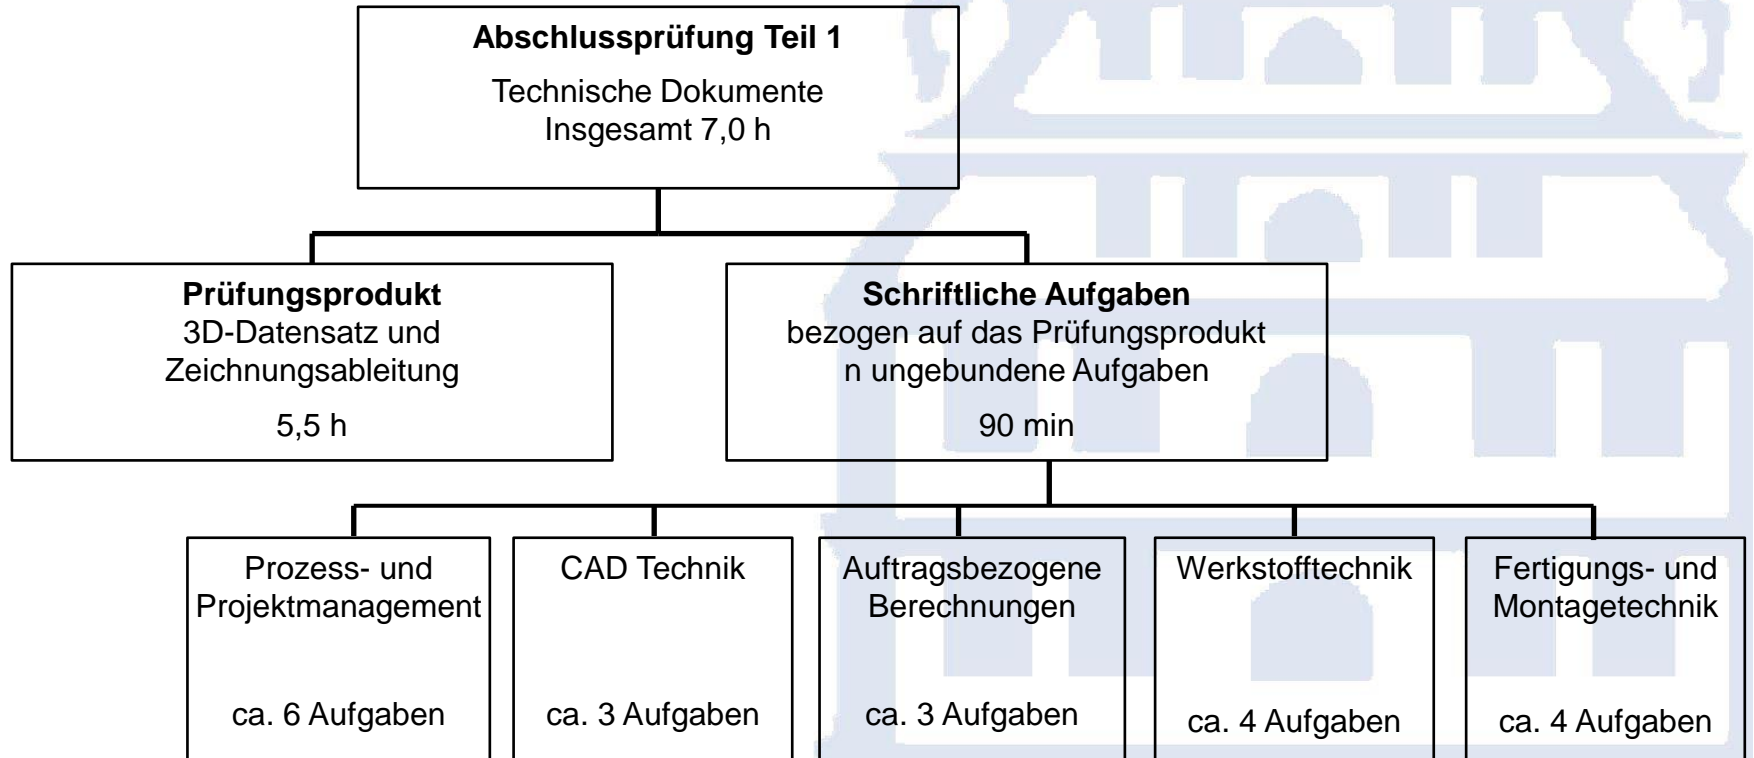 Abschlussprüfung Teil 1
Technische Dokumente
Insgesamt 7,0 h
Prüfungsprodukt
3D-Datensatz und
Zeichnungsableitung
5,5 h
Schriftliche Aufgaben
bezogen auf das Prüfungsprodukt
n ungebundene Aufgaben
90 min
Prozess- und
Projektmanagement
ca. 6 Aufgaben
CAD Technik
ca. 3 Aufgaben
Auftragsbezogene
Berechnungen
ca. 3 Aufgaben
Werkstofftechnik
ca. 4 Aufgaben
Fertigungs- und
Montagetechnik
ca. 4 Aufgaben